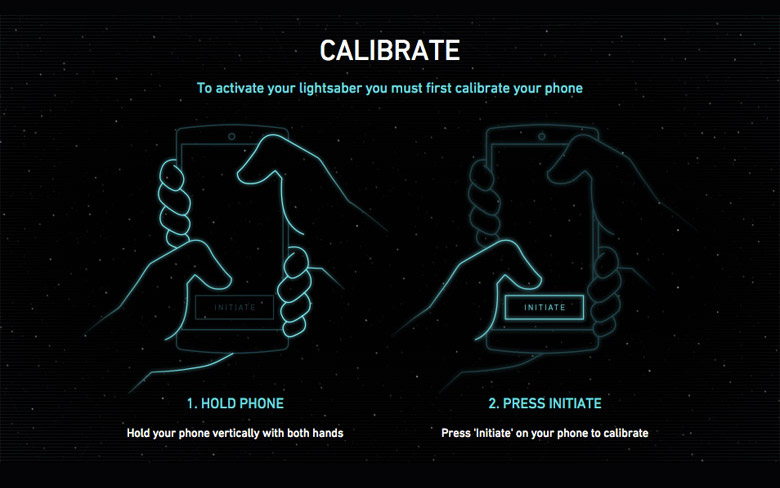 CALIBRATE
To activate your lightsaber you must first calibrate your phone
INITIATE
INITIATE
1. HOLD PHONE
2. PRESS INITIATE
Hold your phone vertically with both hands
Press 'Initiate' on your phone to calibrate